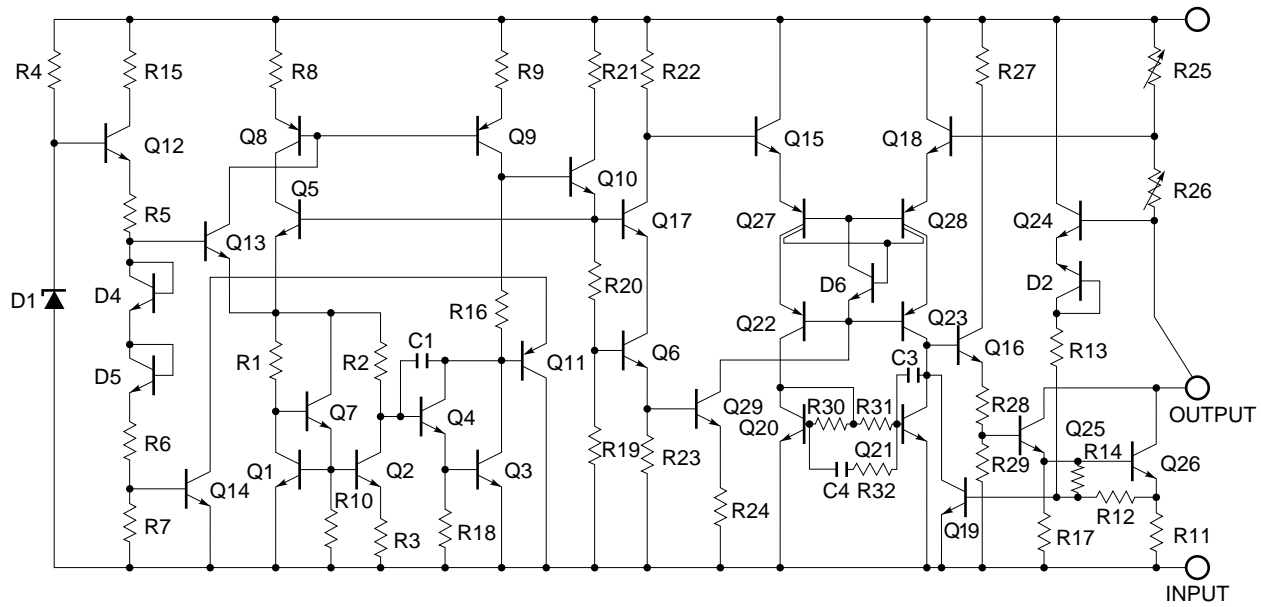 R4
R15
R8
R9
R21
R22
R27
R25
Q12
Q8
Q9
Q15
Q18
Q10
R26
R5
Q5
Q17
Q27
Q28
Q24
Q13
D4
D1
R20
D6
D2
R16
Q22
Q23
D5
R1
R2
C1
Q11
Q6
C3
Q16
R13
Q7
Q4
Q29
R30
R31
R28
OUTPUT
R6
Q20
Q25
R19
R23
Q21
R29
R14
Q14
Q1
Q2
Q3
Q26
R10
C4
R32
R7
R3
R18
R24
Q19
R17
R12
R11
INPUT